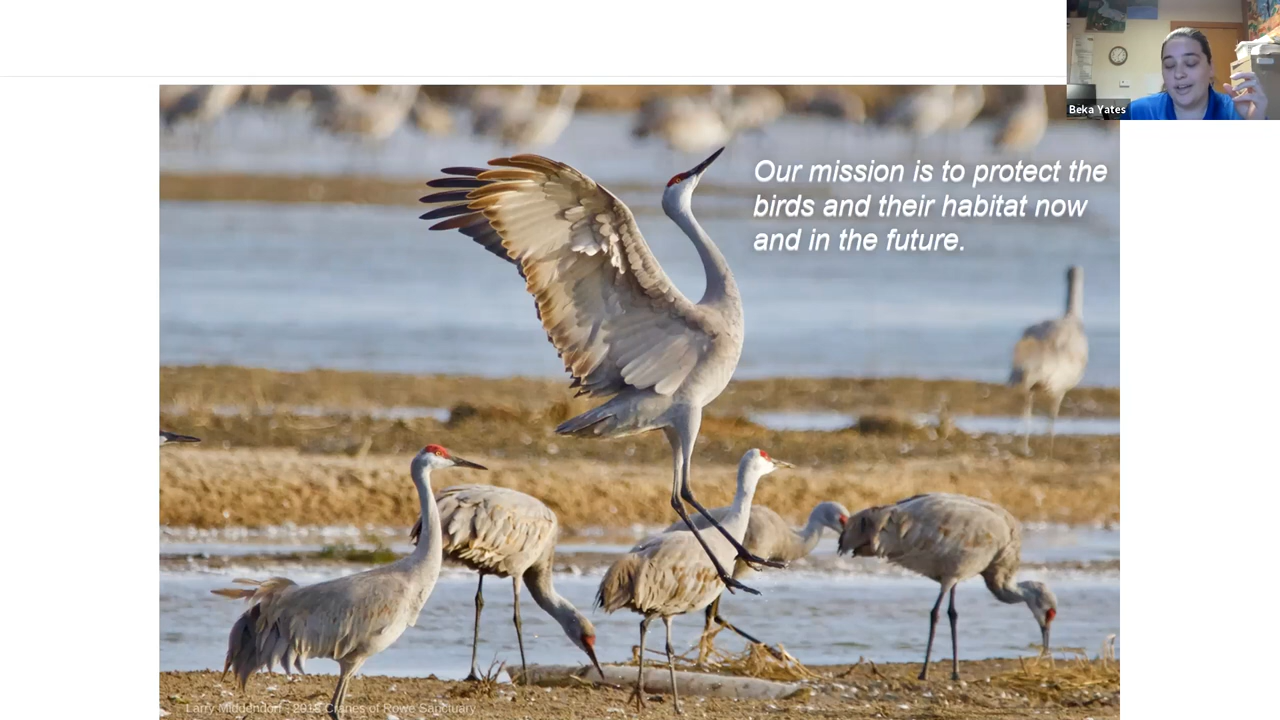 Beka Yates
Our mission is to protect the
birds and their habitat now
and in the future.
Larry Middendorf - 2018 Cranes of Rowe Sanctuary